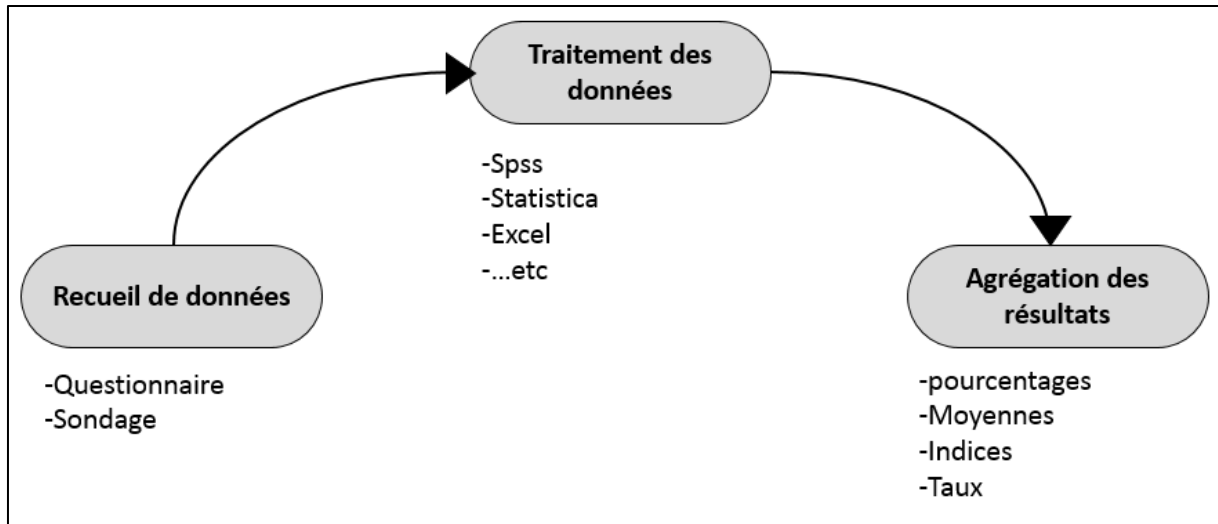 Traitement des
données
-Spss
-Statistica
-Excel
-...etc
Recueil de données
-Questionnaire
-Sondage
Agrégation des
résultats
-pourcentages
-Moyennes
-Indices
-Taux